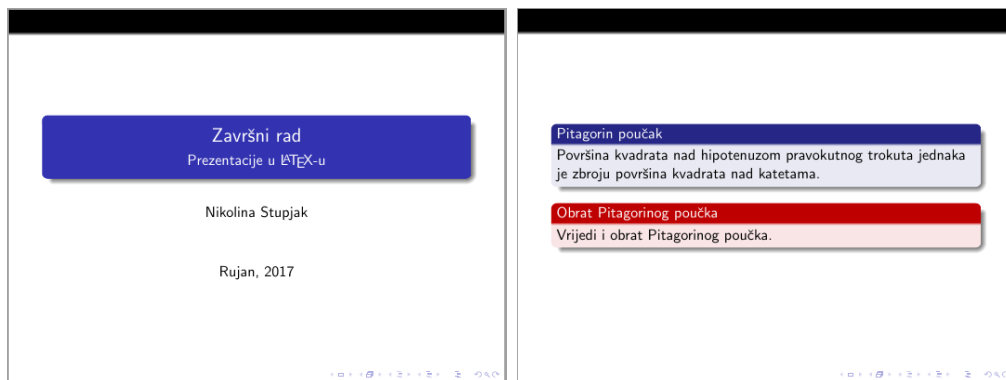 Završni rad
Prezentacije u LATEX-u
Nikolina Stupjak
Rujan, 2017
Pitagorin poučak
Površina kvadrata nad hipotenuzom pravokutnog trokuta jednaka
je zbroju površina kvadrata nad katetama.
Obrat Pitagorinog poučka
Vrijedi i obrat Pitagorinog poučka.